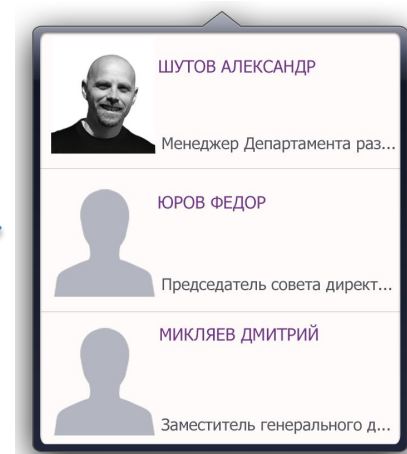 ШУТОВ АЛЕКСАНДР
Менеджер Департамента раз...
ЮРОВ ФЕДОР
Председатель совета директ...
МИКЛЯЕВ ДМИТРИЙ
Заместитель генерального д...